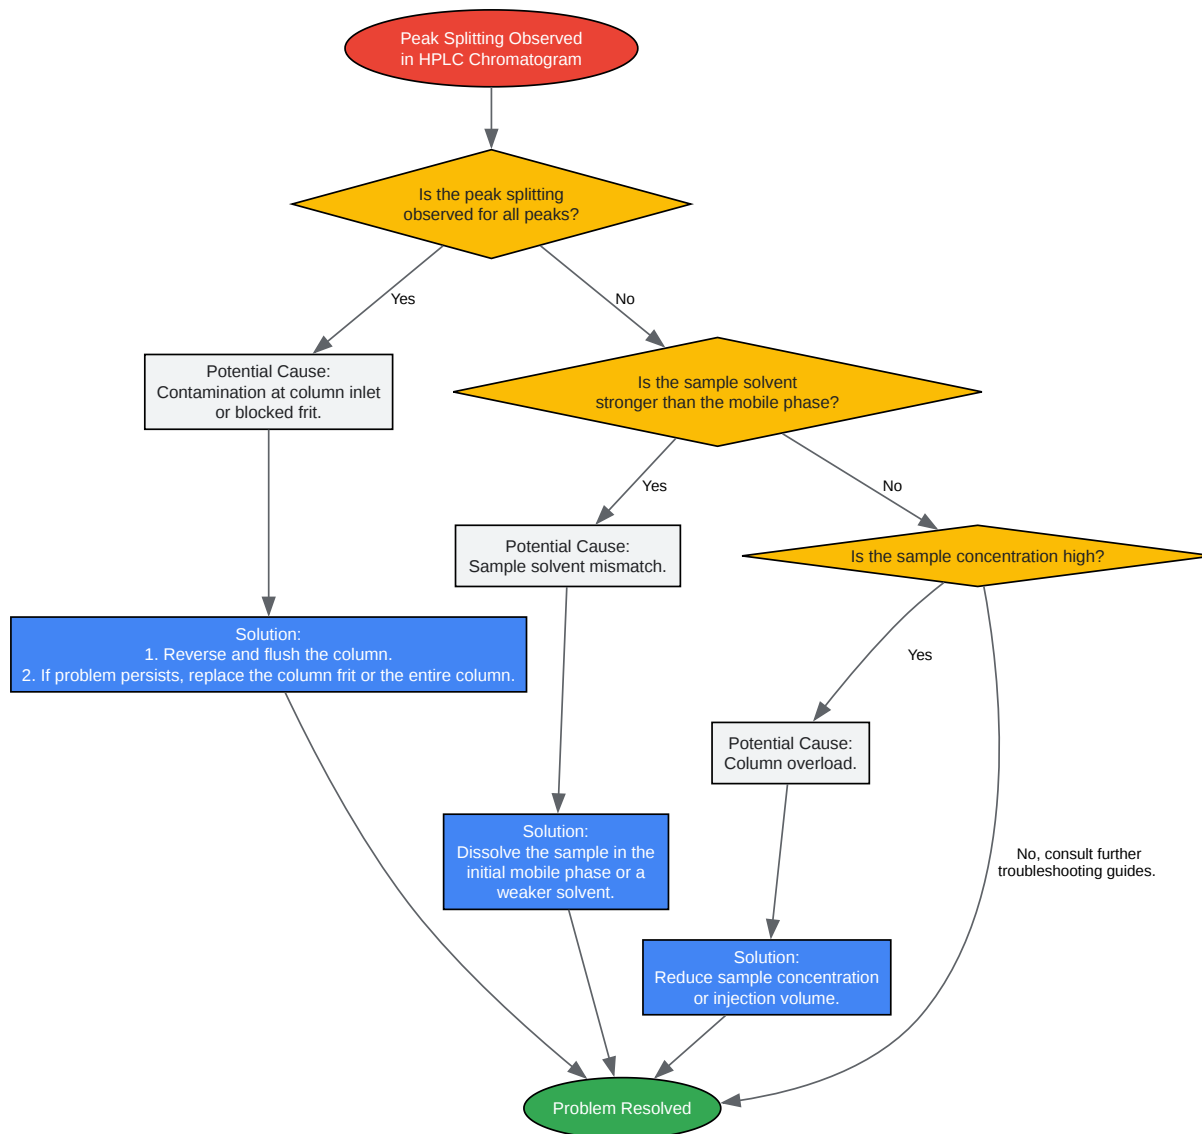 Peak Splitting Observed
in HPLC Chromatogram
Is the peak splitting
observed for all peaks?
Yes
No
Potential Cause:
Contamination at column inlet
or blocked frit.
Is the sample solvent
stronger than the mobile phase?
Yes
No
Potential Cause:
Sample solvent mismatch.
Is the sample concentration high?
Solution:
1. Reverse and flush the column.
2. If problem persists, replace the column frit or the entire column.
Yes
Potential Cause:
Column overload.
Solution:
Dissolve the sample in the
initial mobile phase or a
weaker solvent.
No, consult further
troubleshooting guides.
Solution:
Reduce sample concentration
or injection volume.
Problem Resolved